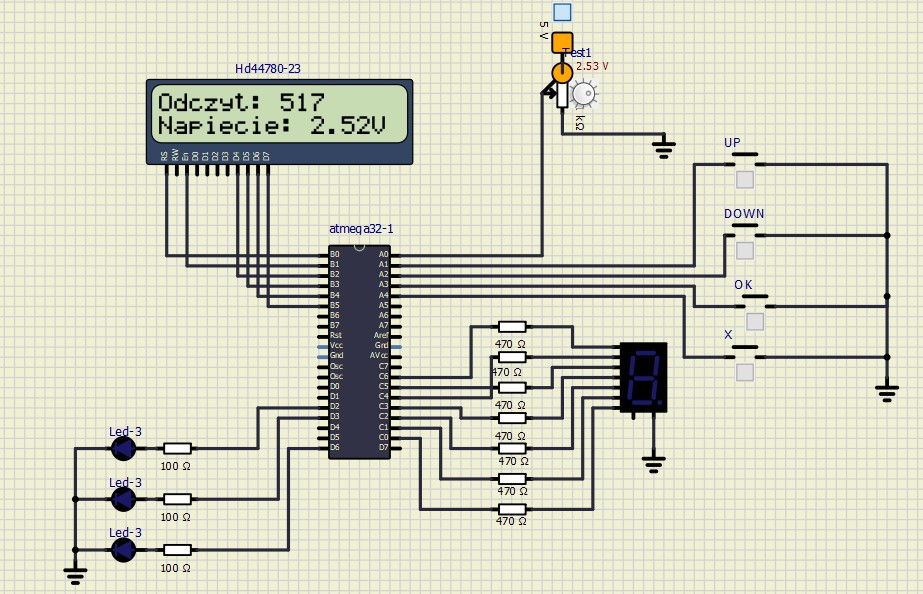 5 V
Test1
2.53 V
kΩ
Hd44780-23
Odczyt: 517
Napiecie: 2.52V
RS RW En D0 D1 D2 D3 D4 D5 D6 D7
UP
DOWN
OK
X
atmega32-1
B0 A0
B1 A1
B2 A2
B3 A3
B4 A4
B5 A5
B6 A6
B7 A7
Rst Aref
Vcc Gnd
Gnd AVcc
Osc C7
Osc C6
D0 C5
D1 C4
D2 C3
D3 C2
D4 C1
D5 C0
D6 D7
470 Ω
470 Ω
470 Ω
470 Ω
470 Ω
470 Ω
470 Ω
Led-3
100 Ω
Led-3
100 Ω
Led-3
100 Ω